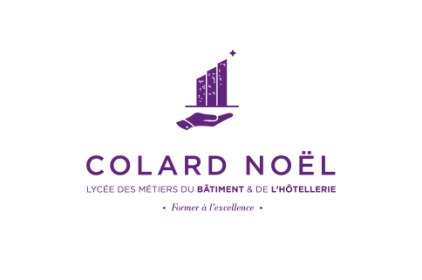 COLARD NOËL
LYCÉE DES MÉTIERS DU BÂTIMENT & DE L'HÔTELLERIE
• Former à l'excellence •